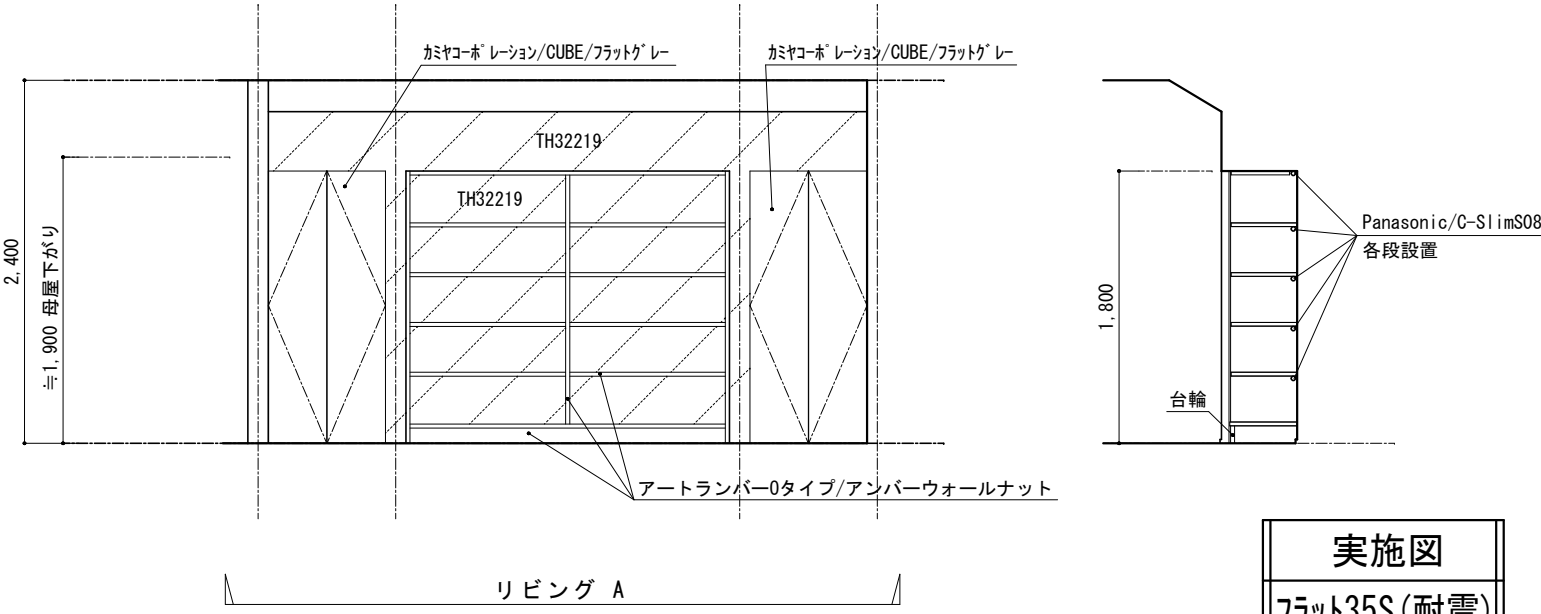 カミヤコーポレーション/CUBE/フラットグレー
カミヤコーポレーション/CUBE/フラットグレー
TH32219
TH32219
2,400
≒1,900 母屋下がり
1,800
Panasonic/C-SlimS08
各段設置
台輪
アートランバーOタイプ/アンバーウォールナット
リビング A
実施図
フラット35S(耐震)